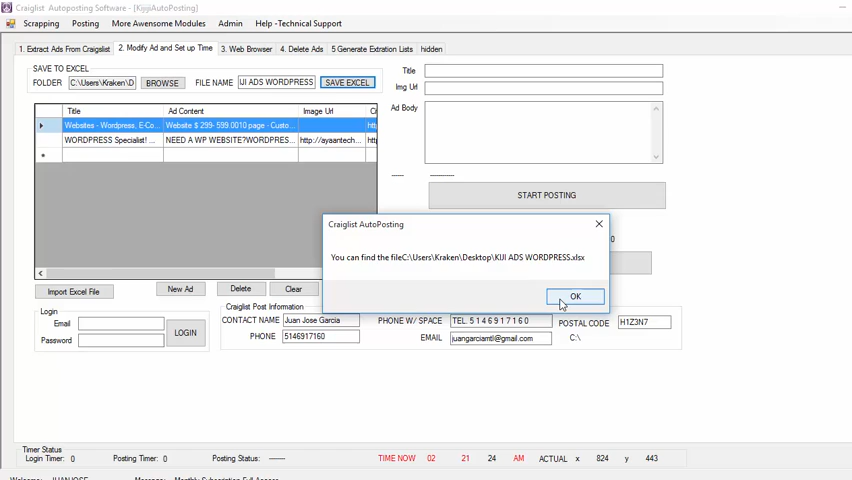 Craiglist Autoposting Software - [KijijiAutoPosting]
Scrapping Posting More Awesome Modules Admin Help -Technical Support
1. Extract Ads From Craigslist 2. Modify Ad and Set up Time 3. Web Browser 4. Delete Ads 5 Generate Extration Lists hidden
SAVE TO EXCEL
FOLDER C:\Users\Kraken\D BROWSE FILE NAME IJI ADS WORDPRESS SAVE EXCEL
Title
Img Url
Ad Body
Title Ad Content Image Url
Websites - Wordpress, E-Co... Website $ 299- 599.0010 page - Custo...
WORDPRESS Specialist! ... NEED A WP WEBSITE?WORDPRES... http://ayaantech...
------ -----------
START POSTING
Craiglist AutoPosting
You can find the fileC:\Users\Kraken\Desktop\KIJI ADS WORDPRESS.xlsx
OK
0
Import Excel File New Ad Delete Clear
Login
Email
Password
LOGIN
Craiglist Post Information
CONTACT NAME Juan Jose Garcia PHONE W/ SPACE TEL. 5 1 4 6 9 1 7 1 6 0 POSTAL CODE H1Z3N7
PHONE 5146917160 EMAIL juangarciamtl@gmail.com C:\
Timer Status
Login Timer: 0 Posting Timer: 0 Posting Status: ------- TIME NOW 02 21 24 AM ACTUAL x 824 y 443